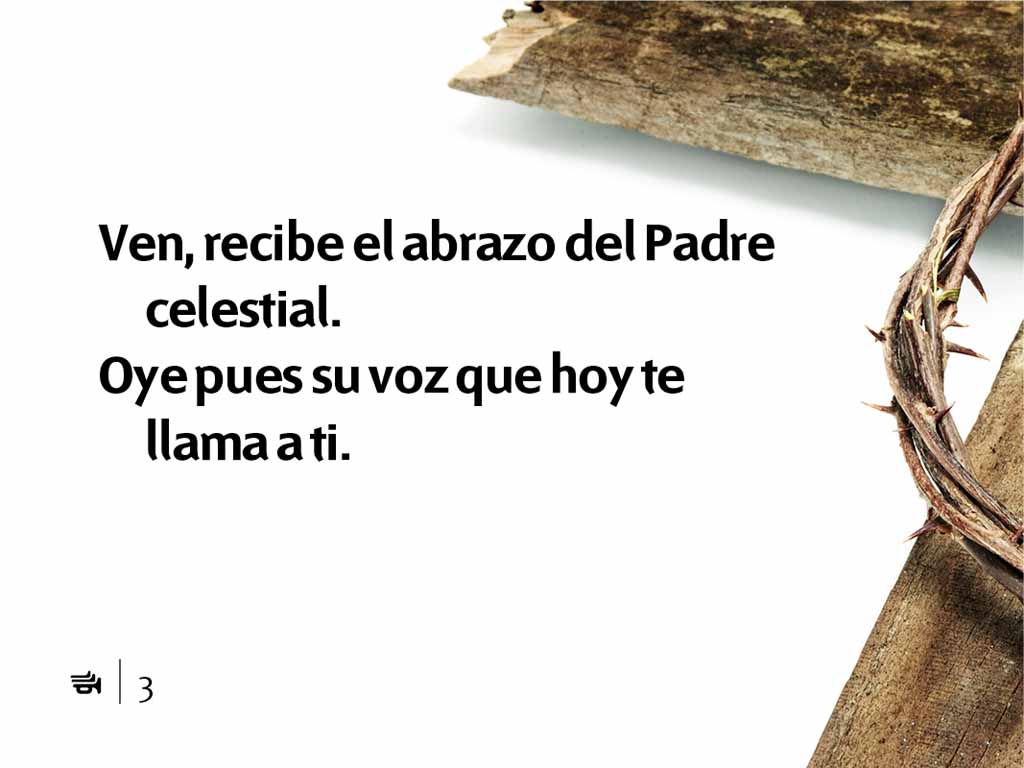 Ven, recibe el abrazo del Padre
celestial.
Oye pues su voz que hoy te
llama a ti.
3